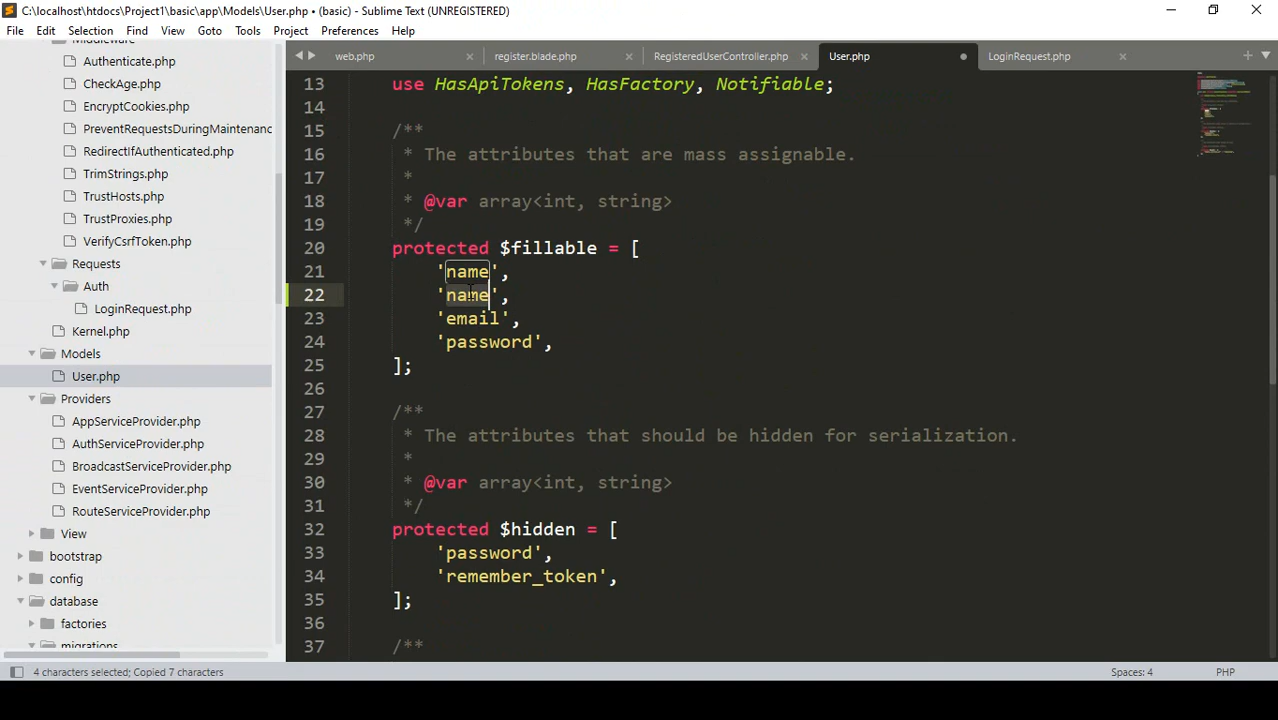 C:\localhost\htdocs\Project1\basic\app\Models\User.php • (basic) - Sublime Text (UNREGISTERED)
File Edit Selection Find View Goto Tools Project Preferences Help
Middleware
Authenticate.php
CheckAge.php
EncryptCookies.php
PreventRequestsDuringMaintenance
RedirectIfAuthenticated.php
TrimStrings.php
TrustHosts.php
TrustProxies.php
VerifyCsrfToken.php
Requests
Auth
LoginRequest.php
Kernel.php
Models
User.php
Providers
AppServiceProvider.php
AuthServiceProvider.php
BroadcastServiceProvider.php
EventServiceProvider.php
RouteServiceProvider.php
View
bootstrap
config
database
factories
migrations
web.php register.blade.php RegisteredUserController.php User.php LoginRequest.php
13 use HasApiTokens, HasFactory, Notifiable;
14
15 /**
16 * The attributes that are mass assignable.
17 *
18 * @var array<int, string>
19 */
20 protected $fillable = [
21 'name',
22 'name',
23 'email',
24 'password',
25 ];
26
27 /**
28 * The attributes that should be hidden for serialization.
29 *
30 * @var array<int, string>
31 */
32 protected $hidden = [
33 'password',
34 'remember_token',
35 ];
36
37 /**
4 characters selected; Copied 7 characters Spaces: 4 PHP